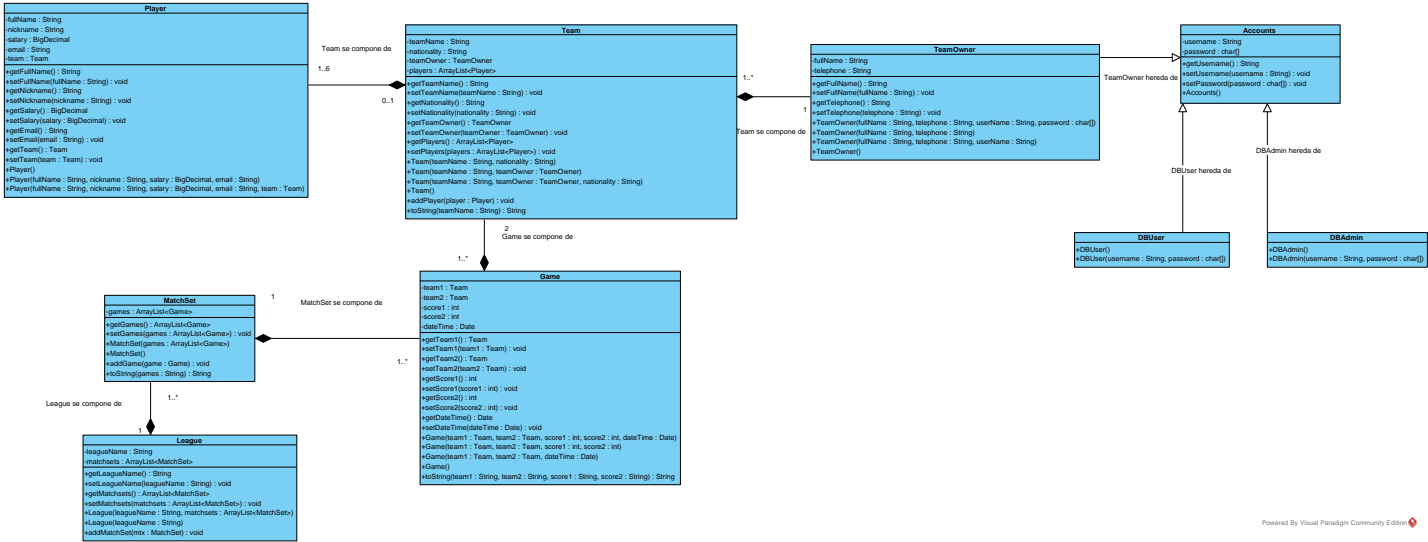 Player
-fullName : String
-nickname : String
-salary : BigDecimal
-email : String
-team : Team
+getFullName() : String
+setFullName(fullName : String) : void
+getNickname() : String
+setNickname(nickname : String) : void
+getSalary() : BigDecimal
+setSalary(salary : BigDecimal) : void
+getEmail() : String
+setEmail(email : String) : void
+getTeam() : Team
+setTeam(team : Team) : void
+Player()
+Player(fullName : String, nickname : String, salary : BigDecimal, email : String)
+Player(fullName : String, nickname : String, salary : BigDecimal, email : String, team : Team)
Team se compone de
1..6
0..1
Team
-teamName : String
-nationality : String
-teamOwner : TeamOwner
-players : ArrayList<Player>
+getTeamName() : String
+setTeamName(teamName : String) : void
+getNationality() : String
+setNationality(nationality : String) : void
+getTeamOwner() : TeamOwner
+setTeamOwner(teamOwner : TeamOwner) : void
+getPlayers() : ArrayList<Player>
+setPlayers(players : ArrayList<Player>) : void
+Team(teamName : String, nationality : String)
+Team(teamName : String, teamOwner : TeamOwner)
+Team(teamName : String, teamOwner : TeamOwner, nationality : String)
+Team()
+addPlayer(player : Player) : void
+toString(teamName : String) : String
1..*
1
Team se compone de
TeamOwner
-fullName : String
-telephone : String
+getFullName() : String
+setFullName(fullName : String) : void
+getTelephone() : String
+setTelephone(telephone : String) : void
+TeamOwner(fullName : String, telephone : String, userName : String, password : char[])
+TeamOwner(fullName : String, telephone : String)
+TeamOwner(fullName : String, telephone : String, userName : String)
+TeamOwner()
TeamOwner hereda de
Accounts
-username : String
-password : char[]
+getUsername() : String
+setUsername(username : String) : void
+setPassword(password : char[]) : void
+Accounts()
DBAdmin hereda de
DBUser hereda de
DBUser
+DBUser()
+DBUser(username : String, password : char[])
DBAdmin
+DBAdmin()
+DBAdmin(username : String, password : char[])
2
Game se compone de
1..*
Game
-team1 : Team
-team2 : Team
-score1 : int
-score2 : int
-dateTime : Date
+getTeam1() : Team
+setTeam1(team1 : Team) : void
+getTeam2() : Team
+setTeam2(team2 : Team) : void
+getScore1() : int
+setScore1(score1 : int) : void
+getScore2() : int
+setScore2(score2 : int) : void
+getDateTime() : Date
+setDateTime(dateTime : Date) : void
+Game(team1 : Team, team2 : Team, score1 : int, score2 : int, dateTime : Date)
+Game(team1 : Team, team2 : Team, score1 : int, score2 : int)
+Game(team1 : Team, team2 : Team, dateTime : Date)
+Game()
+toString(team1 : String, team2 : String, score1 : String, score2 : String) : String
1
MatchSet se compone de
1..*
MatchSet
-games : ArrayList<Game>
+getGames() : ArrayList<Game>
+setGames(games : ArrayList<Game>) : void
+MatchSet(games : ArrayList<Game>)
+MatchSet()
+addGame(game : Game) : void
+toString(games : String) : String
1..*
League se compone de
1
League
-leagueName : String
-matchsets : ArrayList<MatchSet>
+getLeagueName() : String
+setLeagueName(leagueName : String) : void
+getMatchsets() : ArrayList<MatchSet>
+setMatchsets(matchsets : ArrayList<MatchSet>) : void
+League(leagueName : String, matchsets : ArrayList<MatchSet>)
+League(leagueName : String)
+addMatchSet(mtx : MatchSet) : void
Powered By Visual Paradigm Community Edition